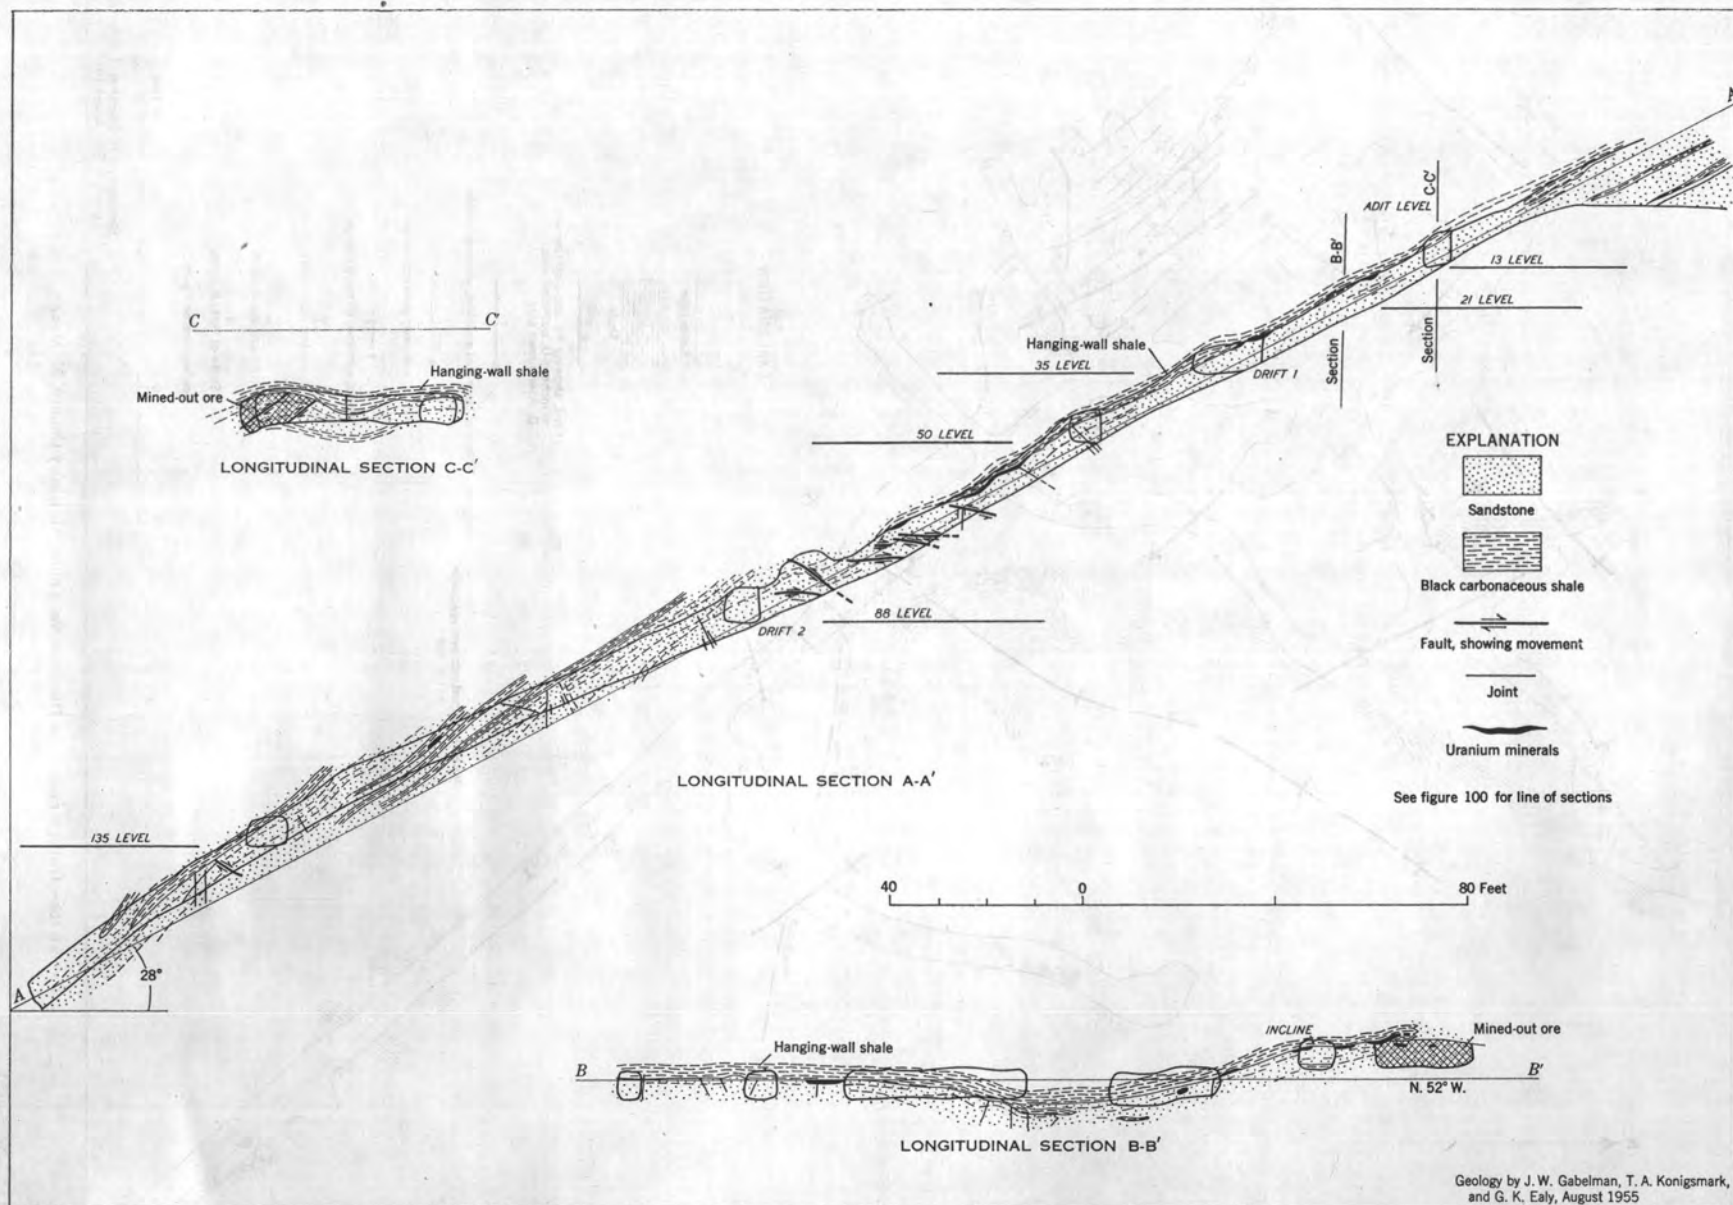 A'
C-C'
ADIT LEVEL
B-B'
13 LEVEL
21 LEVEL
C
C'
Hanging-wall shale
35 LEVEL
DRIFT 1
Section
Section
Hanging-wall shale
Mined-out ore
50 LEVEL
LONGITUDINAL SECTION C-C'
EXPLANATION
Sandstone
Black carbonaceous shale
Fault, showing movement
Joint
Uranium minerals
See figure 100 for line of sections
88 LEVEL
DRIFT 2
LONGITUDINAL SECTION A-A'
135 LEVEL
40
0
80 Feet
28°
A
INCLINE
Mined-out ore
Hanging-wall shale
B
B'
N. 52° W.
LONGITUDINAL SECTION B-B'
Geology by J. W. Gabelman, T. A. Konigsmark,
and G. K. Ealy, August 1955